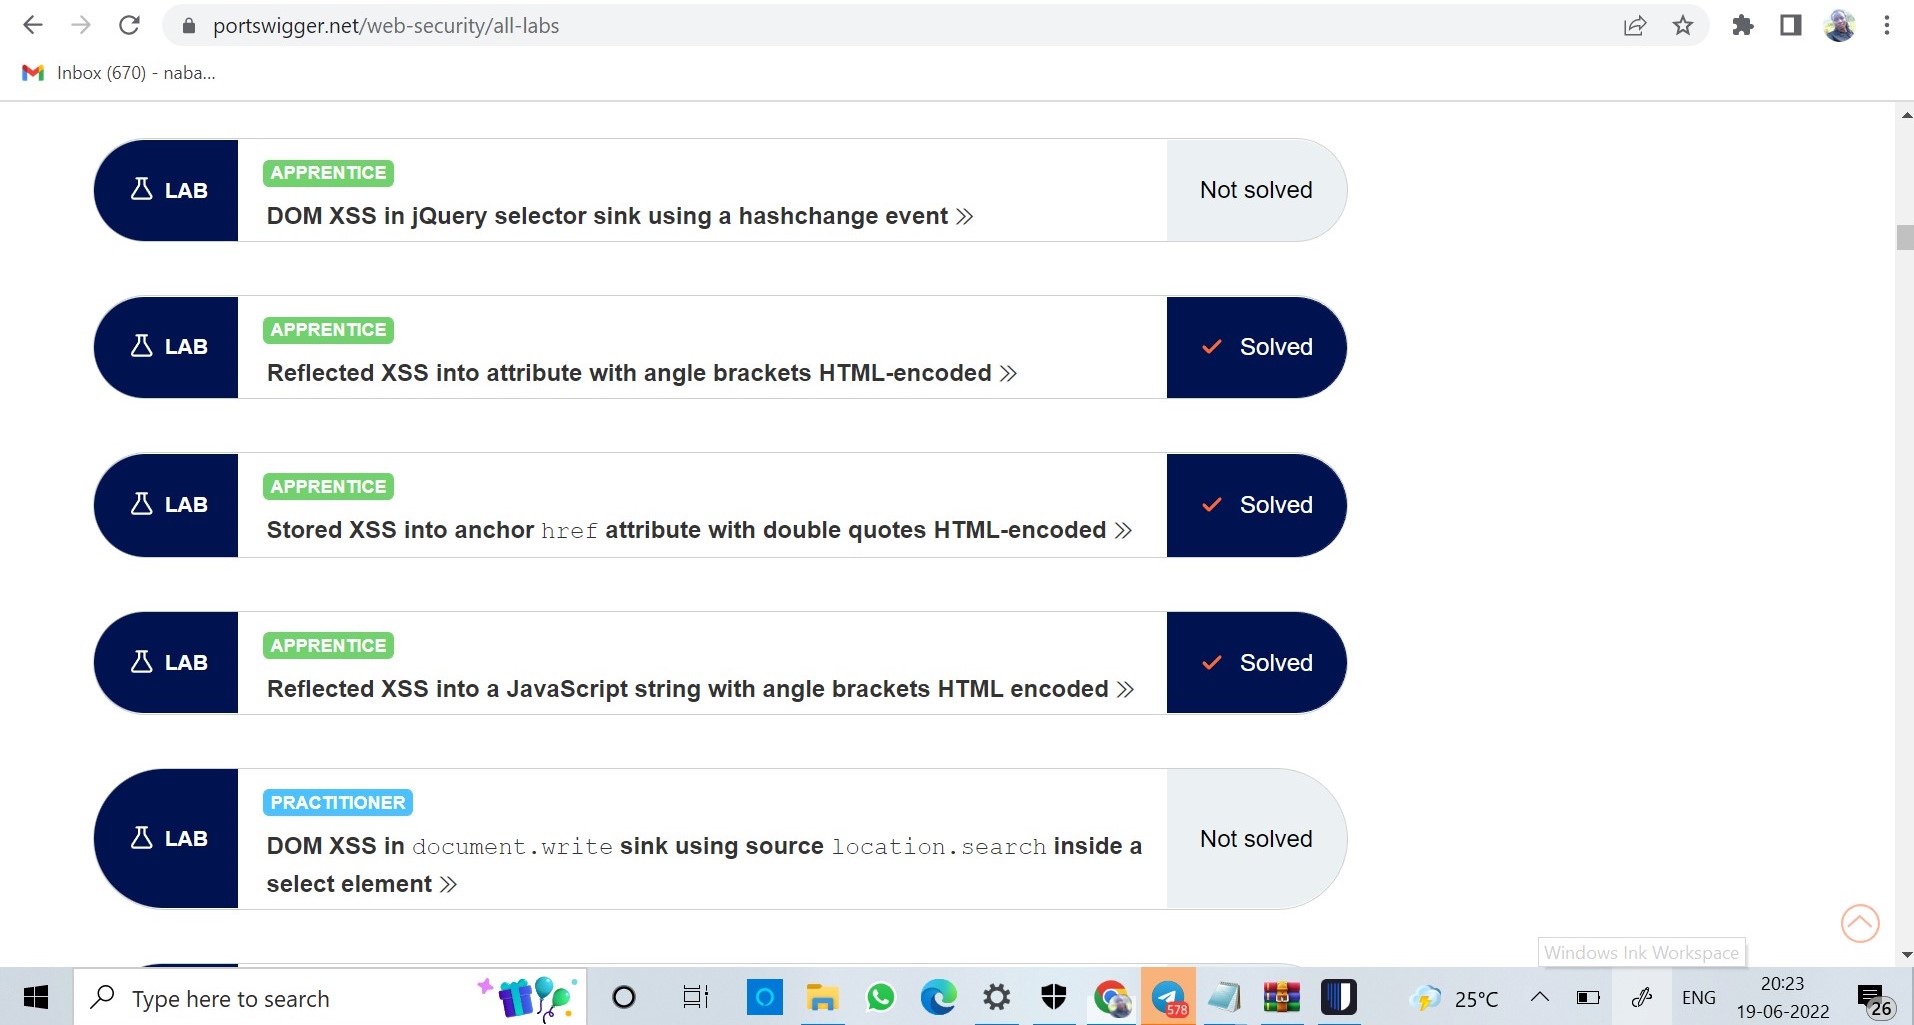 portswigger.net/web-security/all-labs
Inbox (670) - naba...
LAB
APPRENTICE
DOM XSS in jQuery selector sink using a hashchange event »
Not solved
LAB
APPRENTICE
Reflected XSS into attribute with angle brackets HTML-encoded »
Solved
LAB
APPRENTICE
Stored XSS into anchor href attribute with double quotes HTML-encoded »
Solved
LAB
APPRENTICE
Reflected XSS into a JavaScript string with angle brackets HTML encoded »
Solved
LAB
PRACTITIONER
DOM XSS in document.write sink using source location.search inside a
select element »
Not solved
Windows Ink Workspace
Type here to search
578
25°C
ENG
20:23
19-06-2022
26